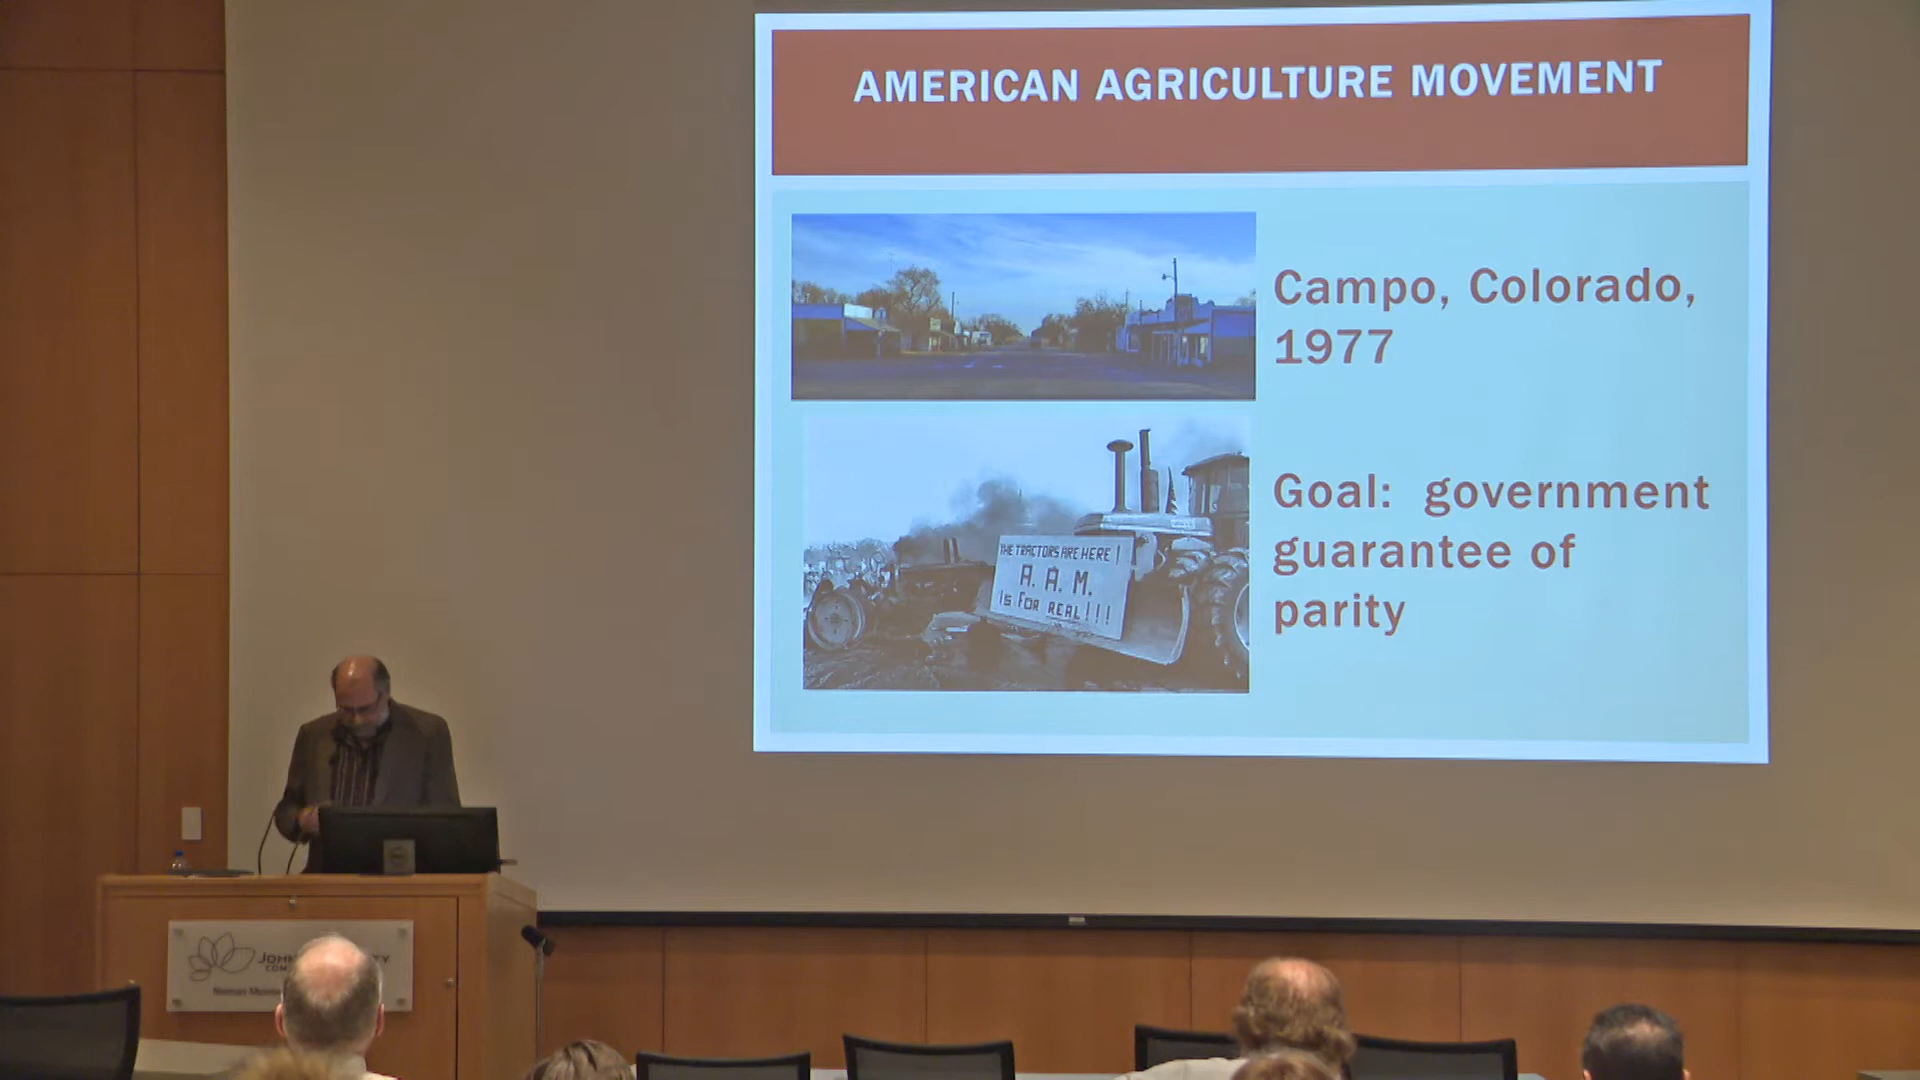 AMERICAN AGRICULTURE MOVEMENT
Campo, Colorado,
1977
THE TRACTORS ARE HERE !
A. A. M.
IS FOR REAL!!!
Goal: government
guarantee of
parity